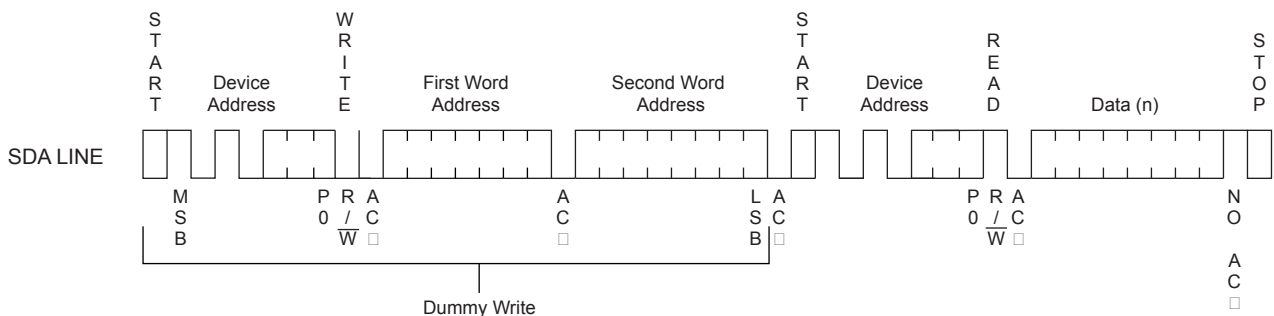 START
WRITE
START
READ
STOP
Device
Address
First Word
Address
Second Word
Address
Device
Address
Data (n)
SDA LINE
MSB
P0
R/W
AC□
AC□
LSB
AC□
P0
R/W
AC□
NO AC□
Dummy Write